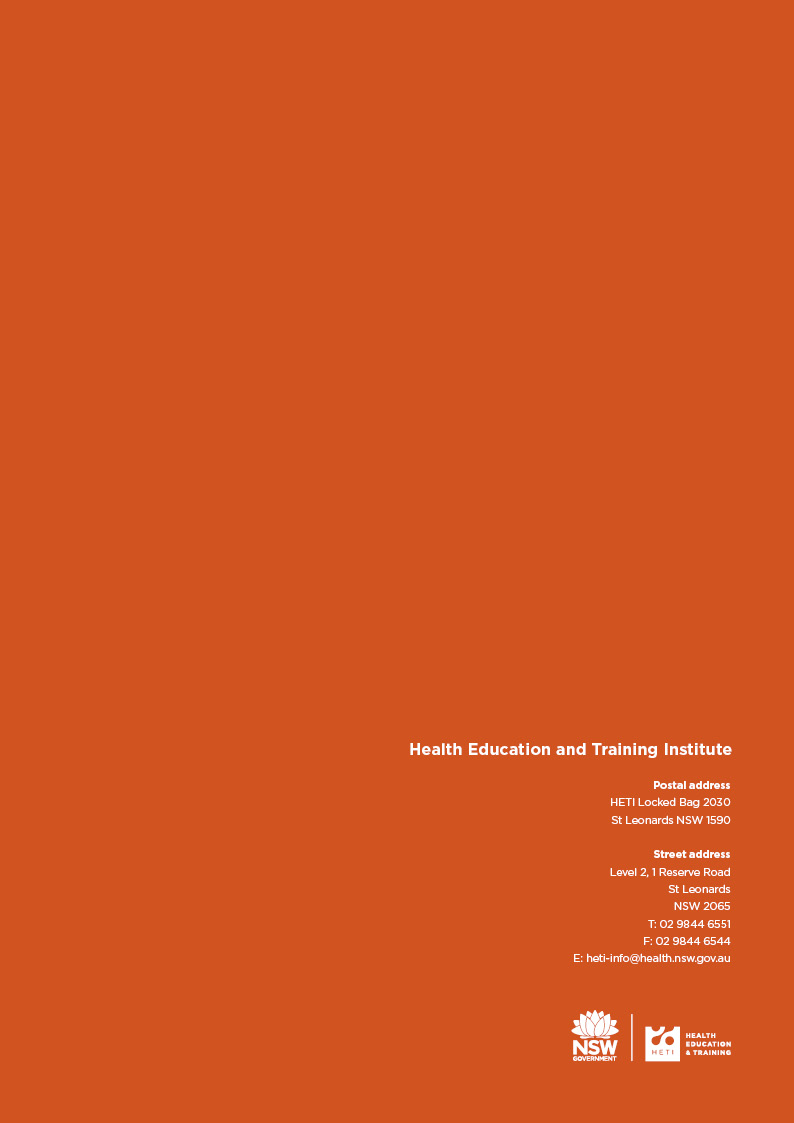 Health Education and Training Institute
Postal address
HETI Locked Bag 2030
St Leonards NSW 1590
Street address
Level 2, 1 Reserve Road
St Leonards
NSW 2065
T: 02 9844 6551
F: 02 9844 6544
E: heti-info@health.nsw.gov.au
NSW
GOVERNMENT
HETI
HEALTH
EDUCATION
& TRAINING